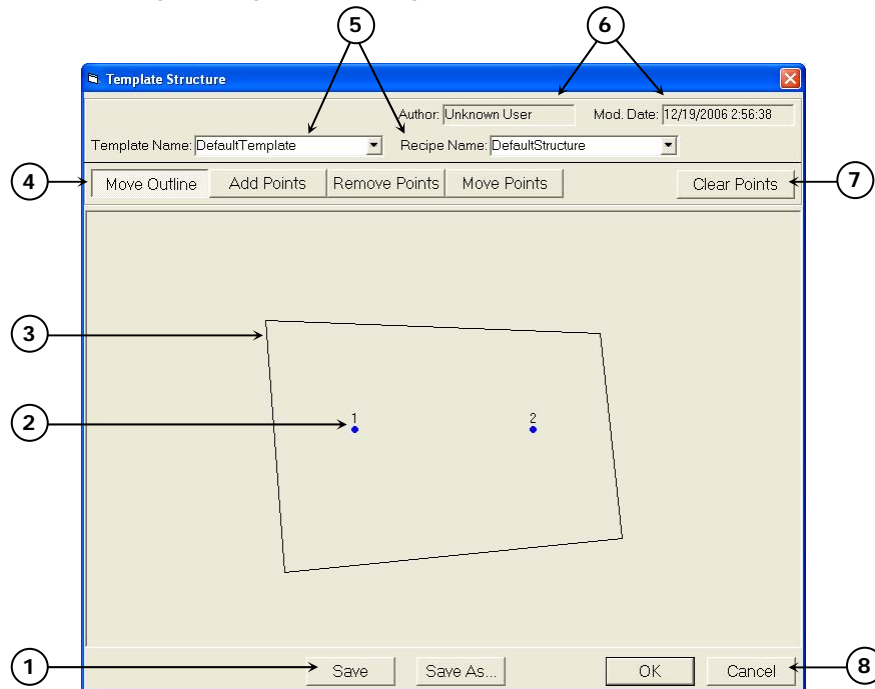 5
6
Template Structure
Author: Unknown User
Mod. Date: 12/19/2006 2:56:38
Template Name: DefaultTemplate
Recipe Name: DefaultStructure
4
Move Outline
Add Points
Remove Points
Move Points
Clear Points
7
3
2
1
2
1
Save
Save As...
OK
Cancel
8